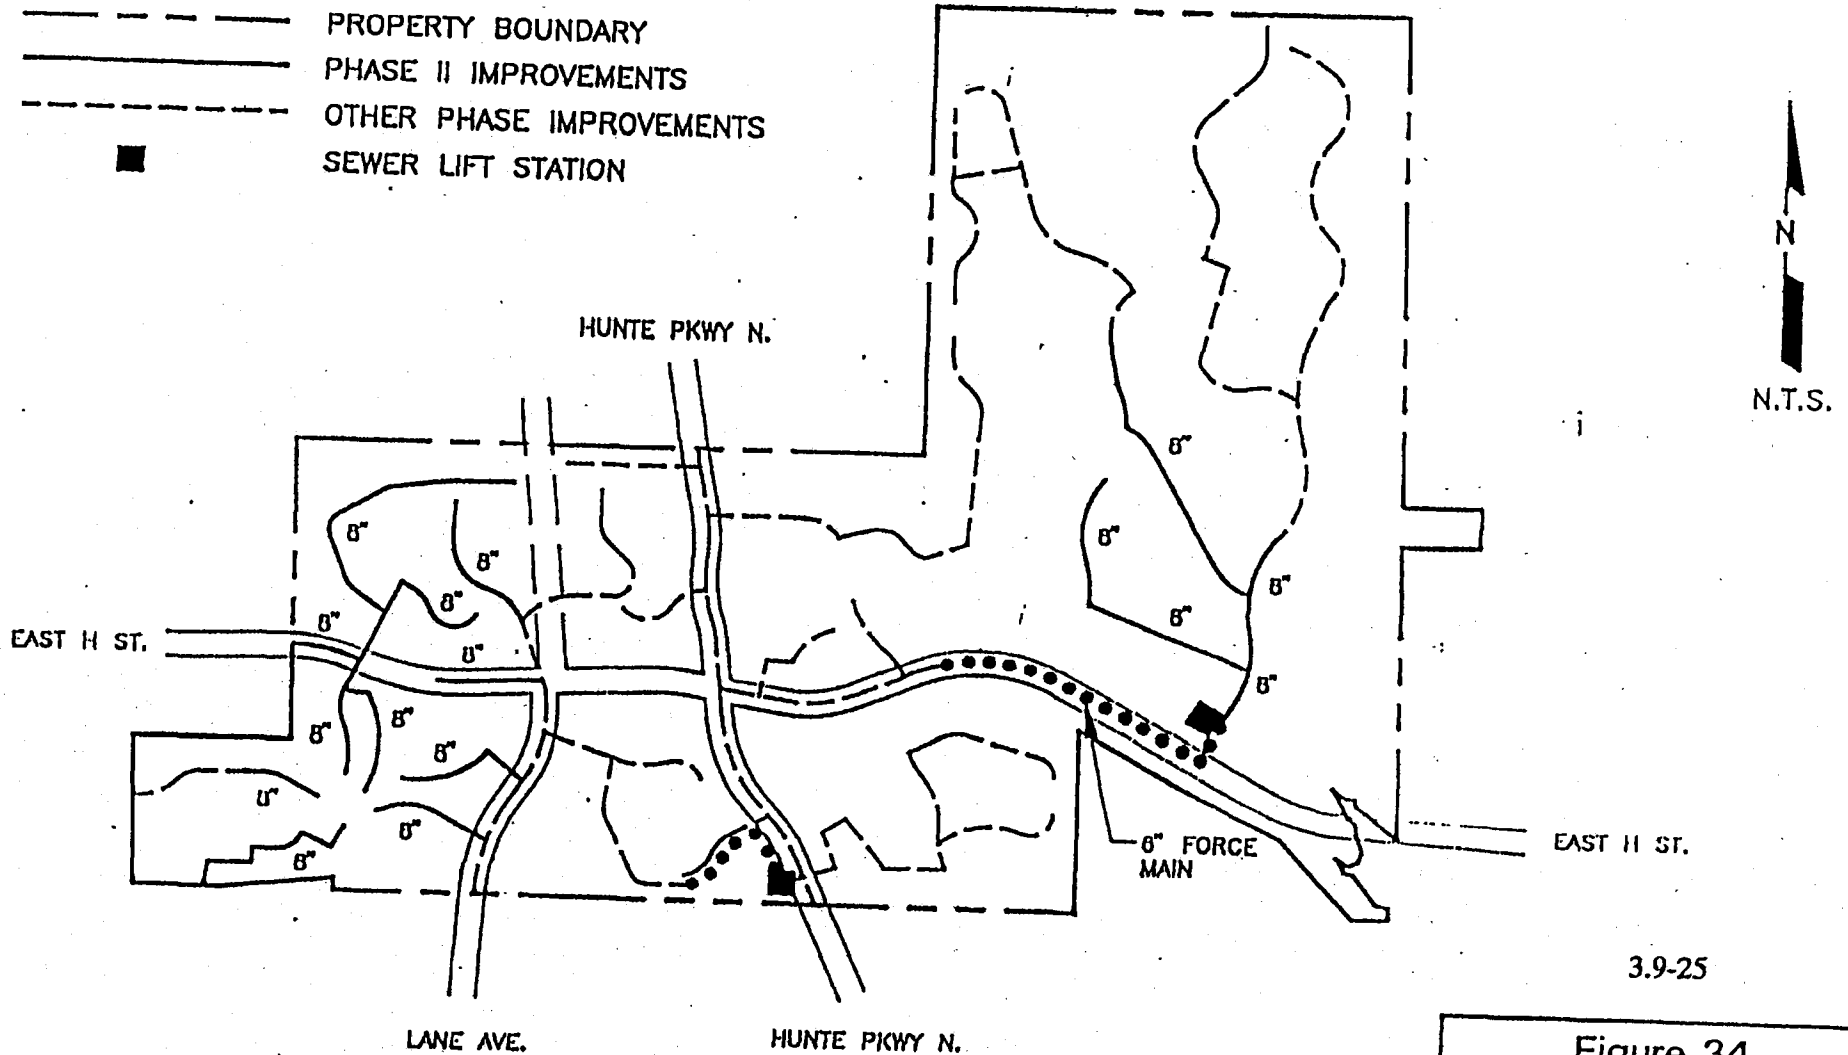 PROPERTY BOUNDARY
PHASE II IMPROVEMENTS
OTHER PHASE IMPROVEMENTS
SEWER LIFT STATION
N
N.T.S.
HUNTE PKWY N.
8"
8"
8"
8"
8"
8"
8"
8"
8"
EAST H ST.
8"
8"
8"
8"
8"
8"
8"
8"
6" FORCE
MAIN
EAST H ST.
3.9-25
LANE AVE.
HUNTE PKWY N.
Figure 34